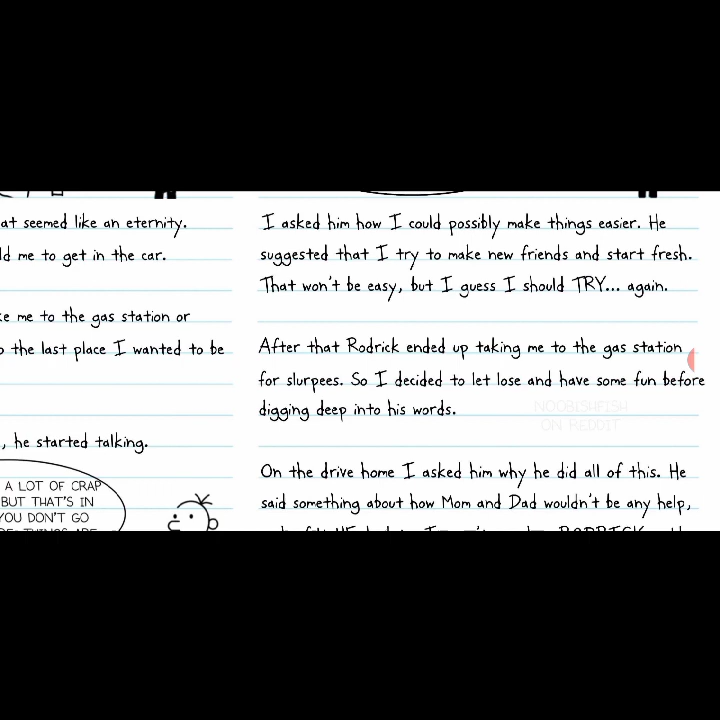 at seemed like an eternity.
me to get in the car.
me to the gas station or
the last place I wanted to be
, he started talking.
A LOT OF CRAP
BUT THAT'S IN
YOU DON'T GO
I asked him how I could possibly make things easier. He
suggested that I try to make new friends and start fresh.
That won't be easy, but I guess I should TRY... again.
After that Rodrick ended up taking me to the gas station
for slurpees. So I decided to let lose and have some fun before
digging deep into his words.
NOOBISHFISH
ON REDDIT
On the drive home I asked him why he did all of this. He
said something about how Mom and Dad wouldn't be any help,